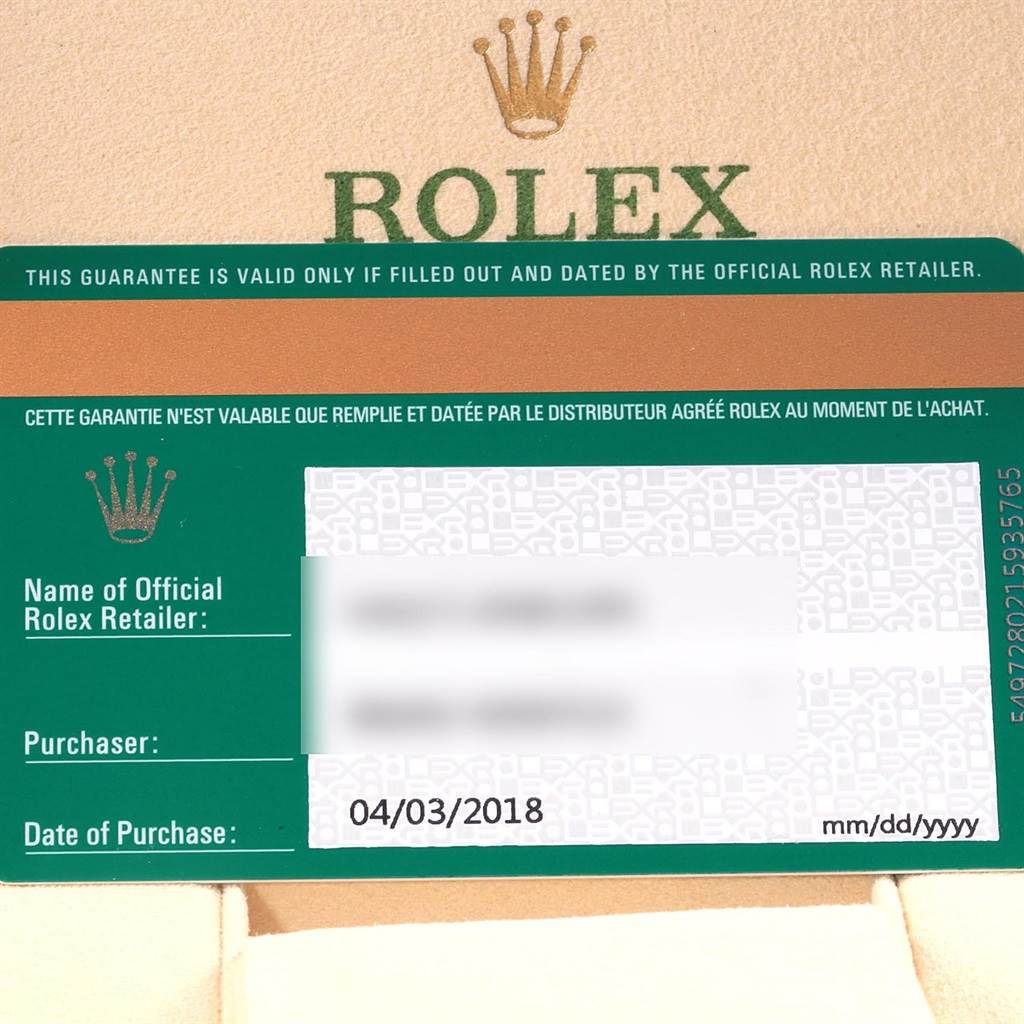 ROLEX
THIS GUARANTEE IS VALID ONLY IF FILLED OUT AND DATED BY THE OFFICIAL ROLEX RETAILER.
CETTE GARANTIE N'EST VALABLE QUE REMPLIE ET DATÉE PAR LE DISTRIBUTEUR AGRÉÉ ROLEX AU MOMENT DE L'ACHAT.
Name of Official
Rolex Retailer:
Purchaser:
Date of Purchase:
04/03/2018
mm/dd/yyyy
5497280215935765